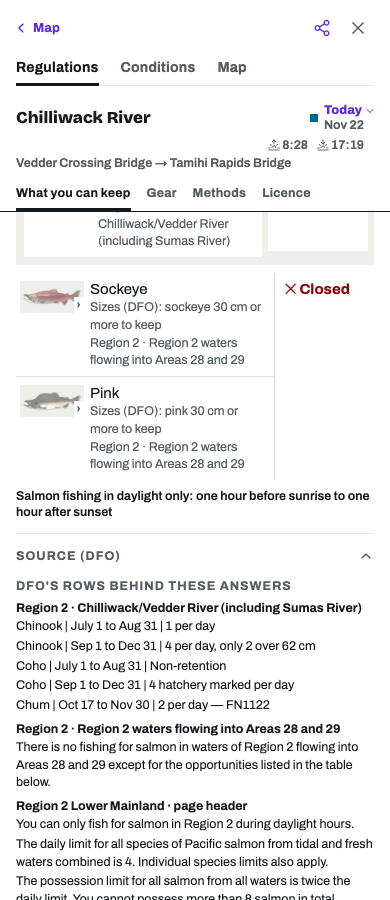 Map
Regulations Conditions Map
Chilliwack River
Today
Nov 22
8:28 17:19
Vedder Crossing Bridge → Tamihi Rapids Bridge
What you can keep Gear Methods Licence
Chilliwack/Vedder River
(including Sumas River)
Sockeye
Closed
Sizes (DFO): sockeye 30 cm or
more to keep
Region 2 · Region 2 waters
flowing into Areas 28 and 29
Pink
Sizes (DFO): pink 30 cm or
more to keep
Region 2 · Region 2 waters
flowing into Areas 28 and 29
Salmon fishing in daylight only: one hour before sunrise to one
hour after sunset
SOURCE (DFO)
DFO'S ROWS BEHIND THESE ANSWERS
Region 2 · Chilliwack/Vedder River (including Sumas River)
Chinook | July 1 to Aug 31 | 1 per day
Chinook | Sep 1 to Dec 31 | 4 per day, only 2 over 62 cm
Coho | July 1 to Aug 31 | Non-retention
Coho | Sep 1 to Dec 31 | 4 hatchery marked per day
Chum | Oct 17 to Nov 30 | 2 per day — FN1122
Region 2 · Region 2 waters flowing into Areas 28 and 29
There is no fishing for salmon in waters of Region 2 flowing into
Areas 28 and 29 except for the opportunities listed in the table
below.
Region 2 Lower Mainland · page header
You can only fish for salmon in Region 2 during daylight hours.
The daily limit for all species of Pacific salmon from tidal and fresh
waters combined is 4. Individual species limits also apply.
The possession limit for all salmon from all waters is twice the
daily limit. You cannot possess more than 8 salmon in total